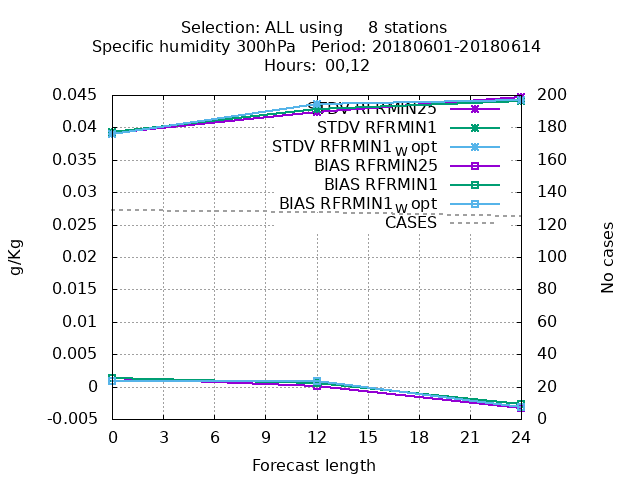 Selection: ALL using 8 stations
Specific humidity 300hPa Period: 20180601-20180614
Hours: 00,12
0.045
0.04
0.035
0.03
0.025
0.02
0.015
0.01
0.005
0
-0.005
g/Kg
STDV RFRMIN25
STDV RFRMIN1
STDV RFRMIN1w opt
BIAS RFRMIN25
BIAS RFRMIN1
BIAS RFRMIN1w opt
CASES
200
180
160
140
120
100
80
60
40
20
0
No cases
0 3 6 9 12 15 18 21 24
Forecast length